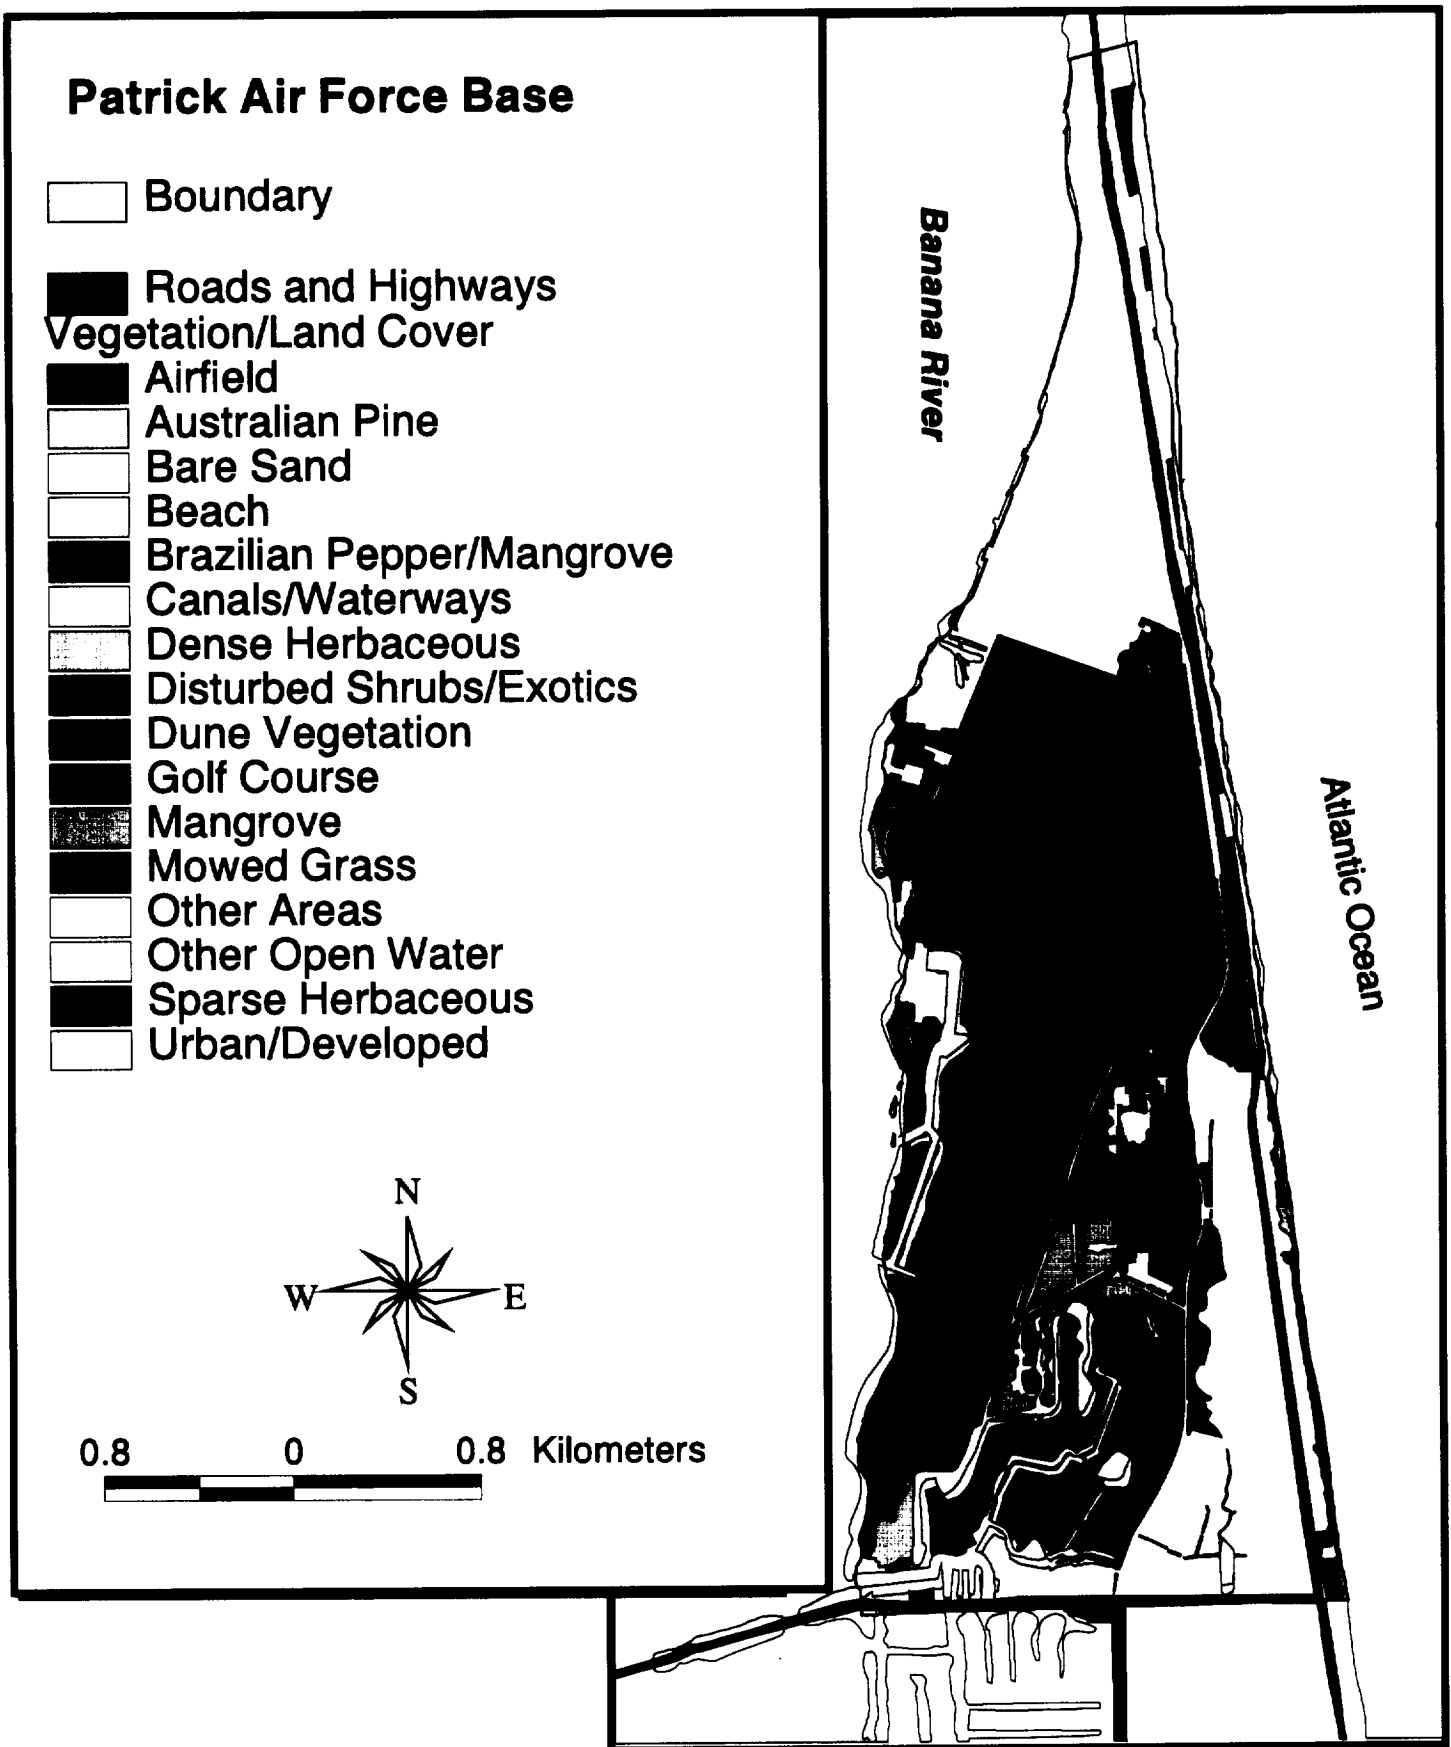 Patrick Air Force Base
Boundary
Roads and Highways
Vegetation/Land Cover
Airfield
Australian Pine
Bare Sand
Beach
Brazilian Pepper/Mangrove
Canals/Waterways
Dense Herbaceous
Disturbed Shrubs/Exotics
Dune Vegetation
Golf Course
Mangrove
Mowed Grass
Other Areas
Other Open Water
Sparse Herbaceous
Urban/Developed
N
W
E
S
0.8 0 0.8 Kilometers
Banana River
Atlantic Ocean